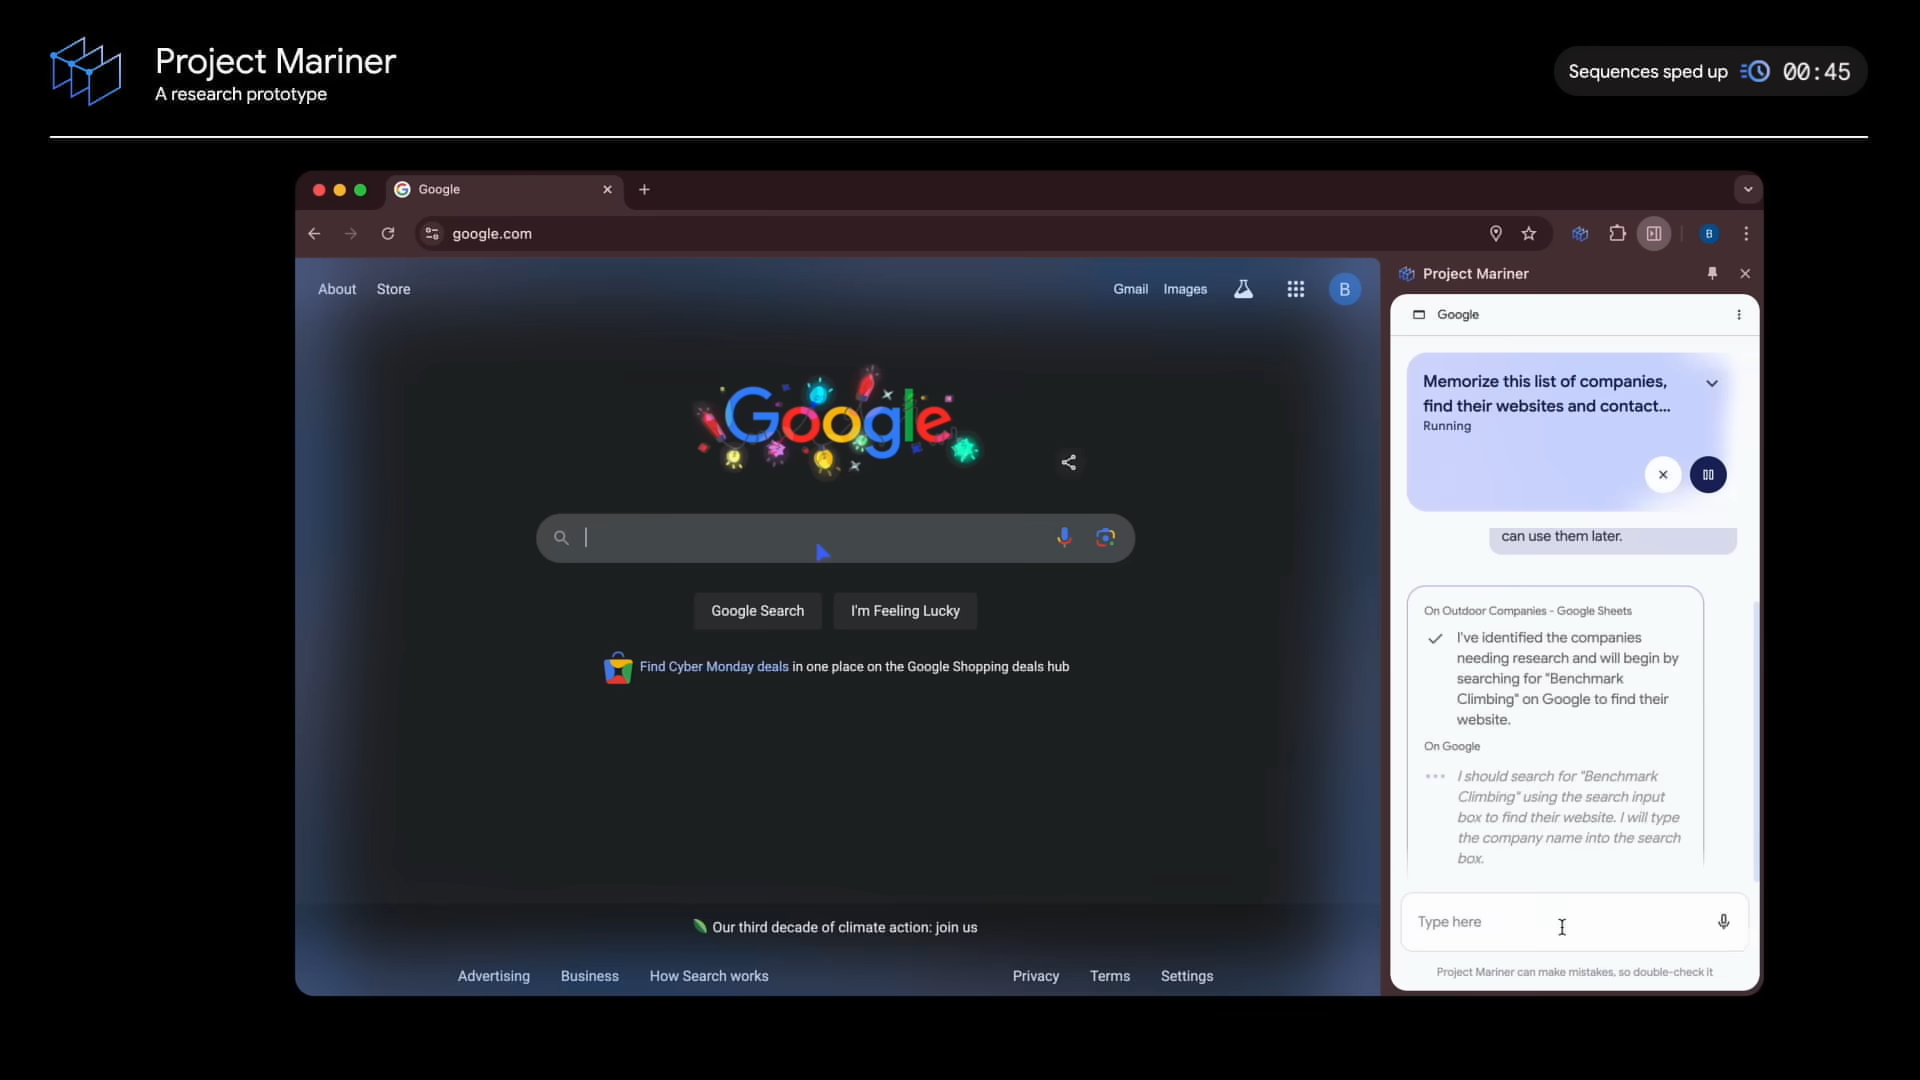 Project Mariner
A research prototype
Sequences sped up 00:45
Google
google.com
B
About Store
Gmail Images B
Google
Google Search I'm Feeling Lucky
Find Cyber Monday deals in one place on the Google Shopping deals hub
Our third decade of climate action: join us
Advertising Business How Search works
Privacy Terms Settings
Project Mariner
Google
Memorize this list of companies,
find their websites and contact...
Running
can use them later.
On Outdoor Companies - Google Sheets
I've identified the companies
needing research and will begin by
searching for "Benchmark
Climbing" on Google to find their
website.
On Google
I should search for "Benchmark
Climbing" using the search input
box to find their website. I will type
the company name into the search
box.
Type here
Project Mariner can make mistakes, so double-check it